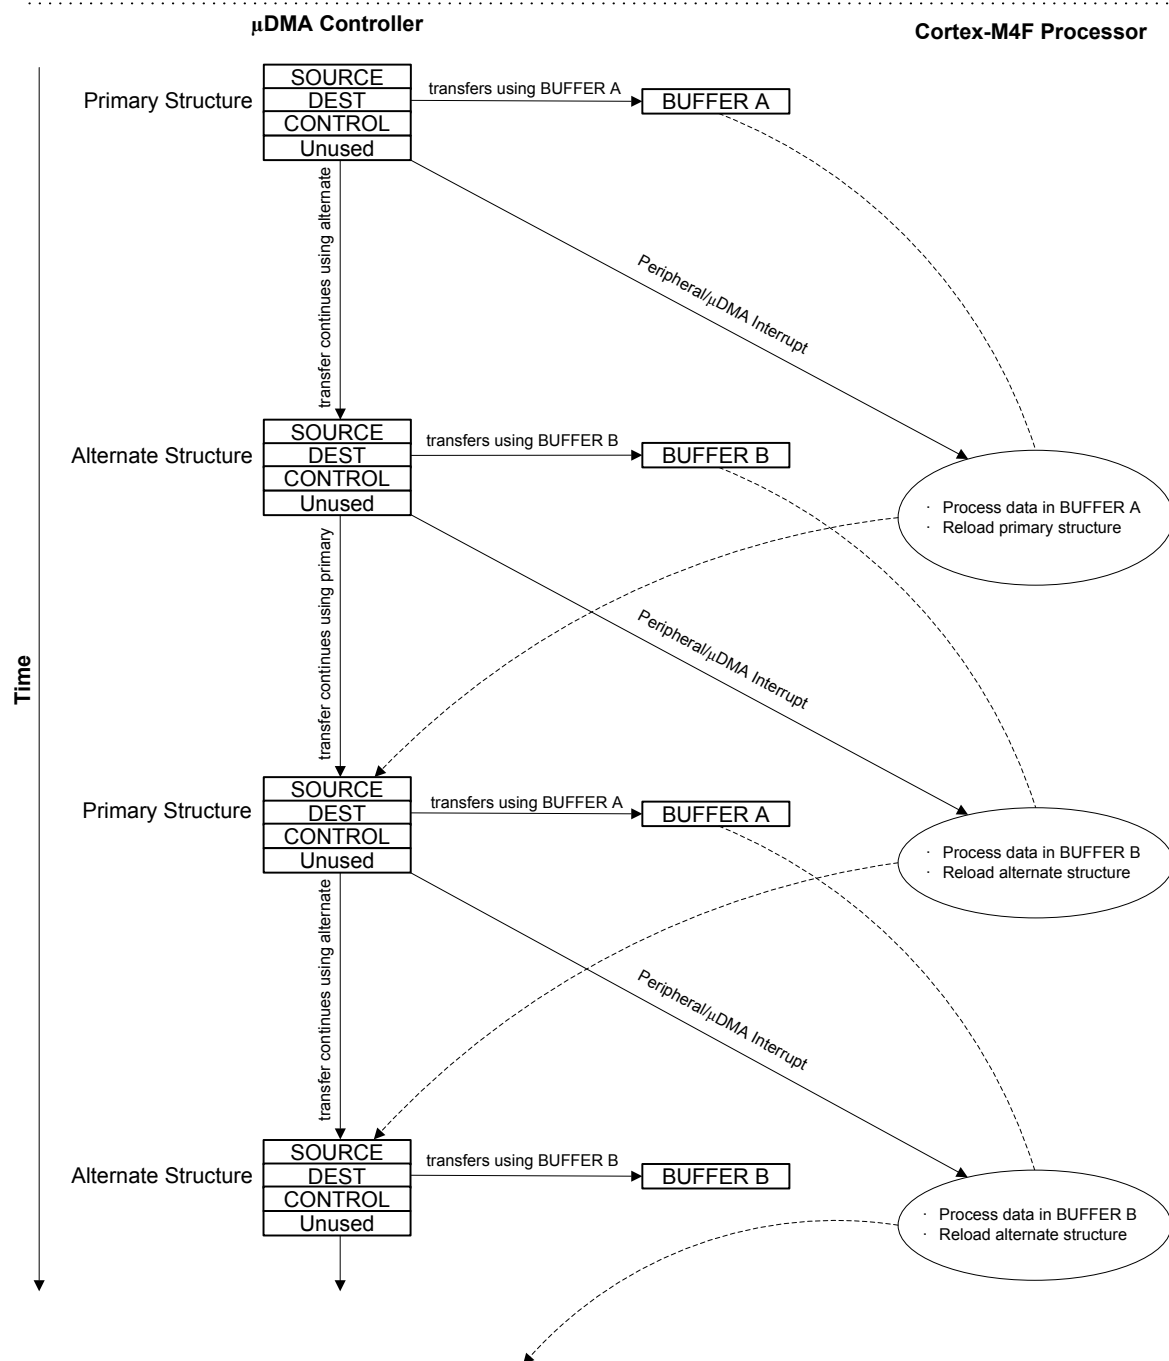 μDMA Controller
Cortex-M4F Processor
Time
Primary Structure
SOURCE
DEST
CONTROL
Unused
transfers using BUFFER A
BUFFER A
transfer continues using alternate
Peripheral/μDMA Interrupt
Alternate Structure
SOURCE
DEST
CONTROL
Unused
transfers using BUFFER B
BUFFER B
· Process data in BUFFER A
· Reload primary structure
transfer continues using primary
Peripheral/μDMA Interrupt
Primary Structure
SOURCE
DEST
CONTROL
Unused
transfers using BUFFER A
BUFFER A
· Process data in BUFFER B
· Reload alternate structure
transfer continues using alternate
Peripheral/μDMA Interrupt
Alternate Structure
SOURCE
DEST
CONTROL
Unused
transfers using BUFFER B
BUFFER B
· Process data in BUFFER B
· Reload alternate structure